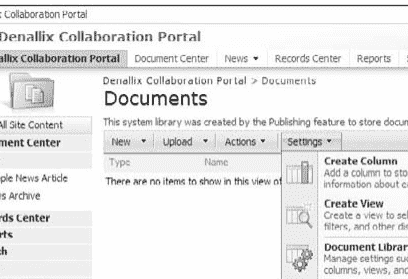 llix Collaboration Portal
Denallix Collaboration Portal
nallix Collaboration Portal Document Center News Records Center Reports S
Denallix Collaboration Portal > Documents
Documents
This system library was created by the Publishing feature to store docum
New Upload Actions Settings
Type Name
There are no items to show in this view of
All Site Content
ment Center
ple News Article
s Archive
rds Center
rts
ch
Create Column
Add a column to sto
information about e
Create View
Create a view to sel
filters, and other dis
Document Librar
Manage settings suc
columns, views, an